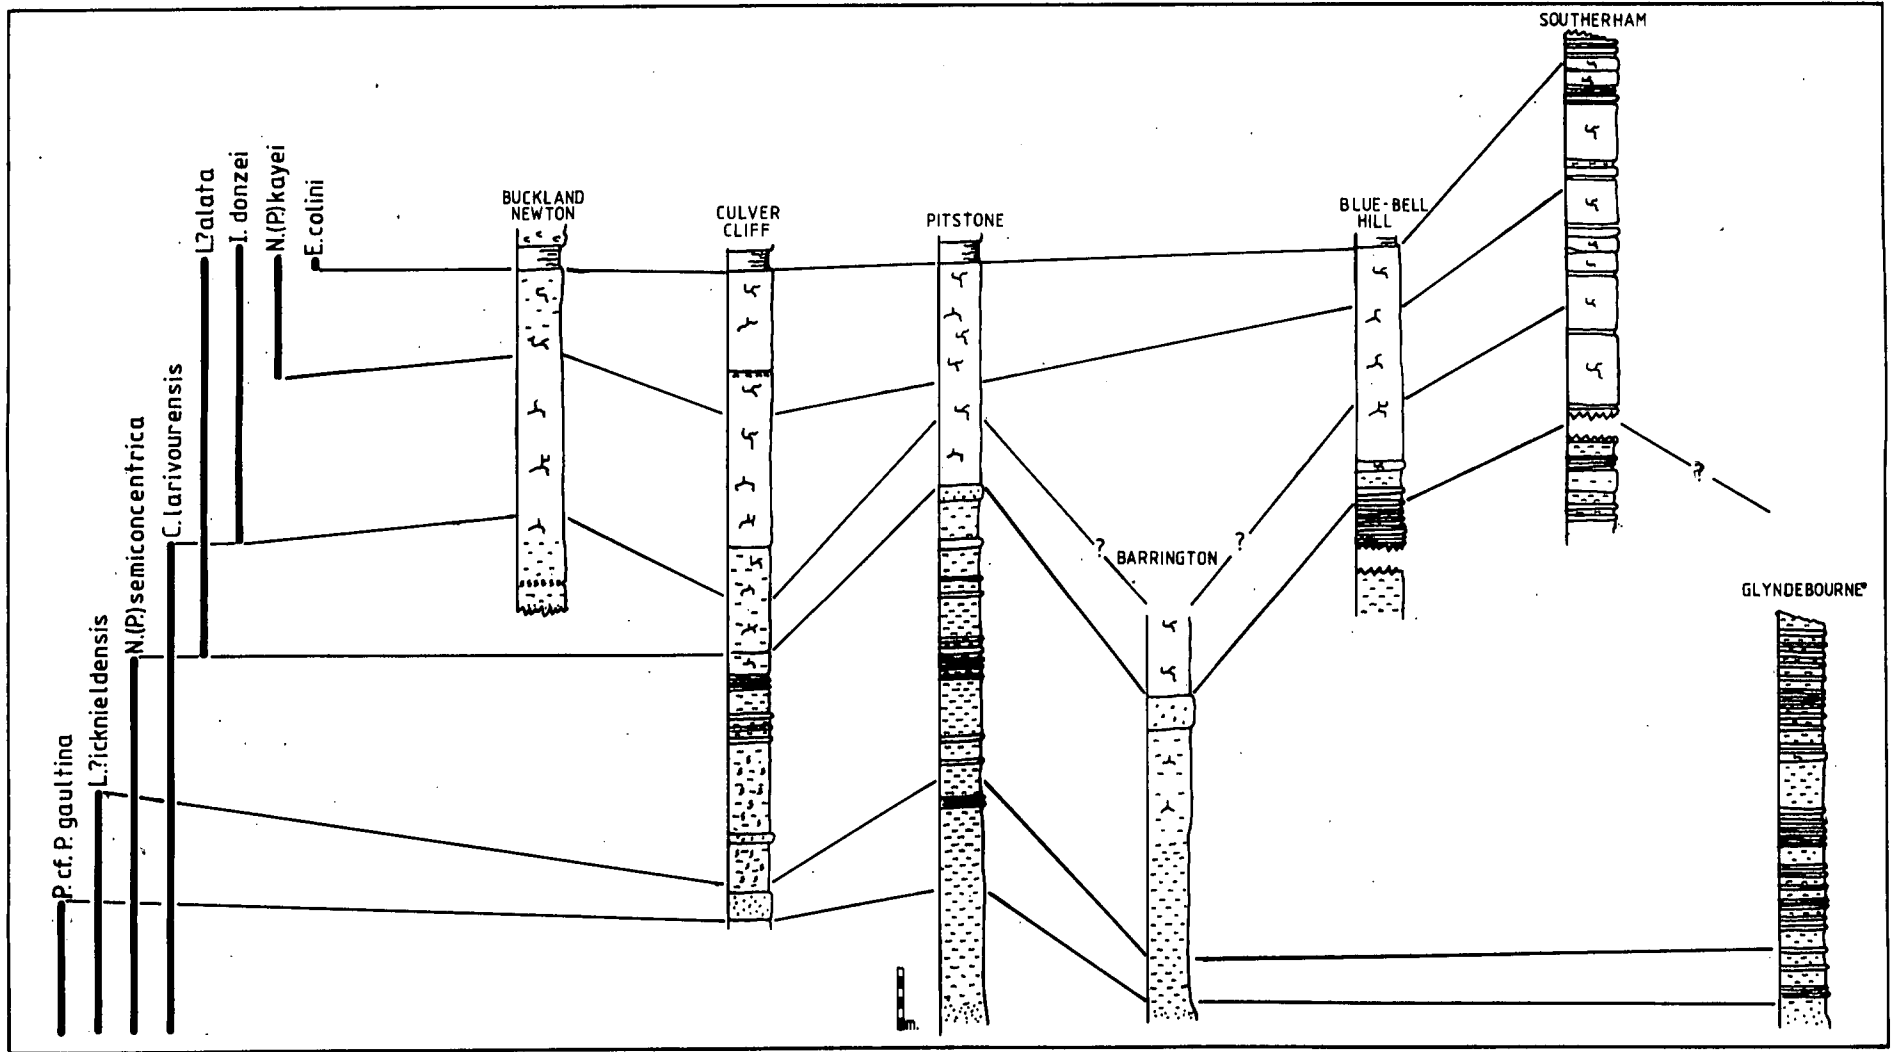 SOUTHERHAM
BUCKLAND
NEWTON
CULVER
CLIFF
PITSTONE
BLUE-BELL
HILL
BARRINGTON
GLYNDEBOURNE
P. cf. P. gaultina
L.?icknieldensis
N.(P.) semiconcentrica
C. larivourensis
L?alata
I. donzei
N.(P.) kayei
E. colini
?
?
?
m.